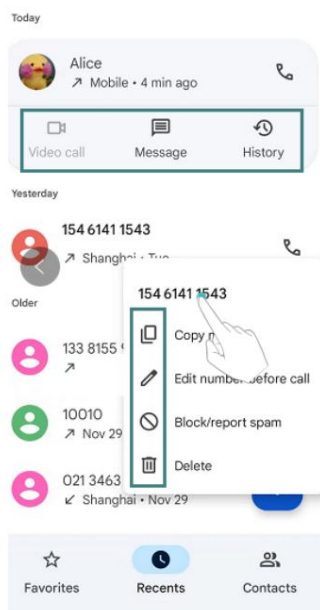 Today
Alice
Mobile • 4 min ago
Video call
Message
History
Yesterday
154 6141 1543
Shanghai • Tue
154 6141 1543
Copy
Older
133 8155
Edit number before call
10010
Nov 29
Block/report spam
021 3463
Delete
Shanghai • Nov 29
Favorites
Recents
Contacts